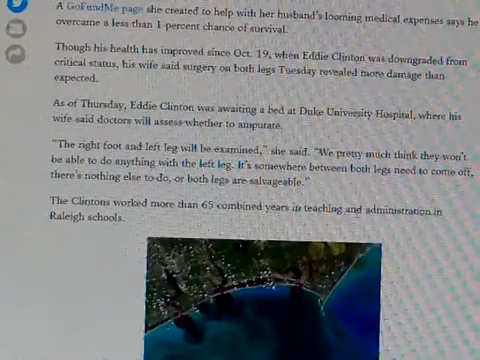 A GoFundMe page she created to help with her husband's looming medical expenses says he
overcame a less than 1 percent chance of survival.
Though his health has improved since Oct. 19, when Eddie Clinton was downgraded from
critical status, his wife said surgery on both legs Tuesday revealed more damage than
expected.
As of Thursday, Eddie Clinton was awaiting a bed at Duke University Hospital, where his
wife said doctors will assess whether to amputate.
"The right foot and left leg will be examined," she said. "We pretty much think they won't
be able to do anything with the left leg. It's somewhere between both legs need to come off,
there's nothing else to do, or both legs are salvageable."
The Clintons worked more than 65 combined years in teaching and administration in
Raleigh schools.